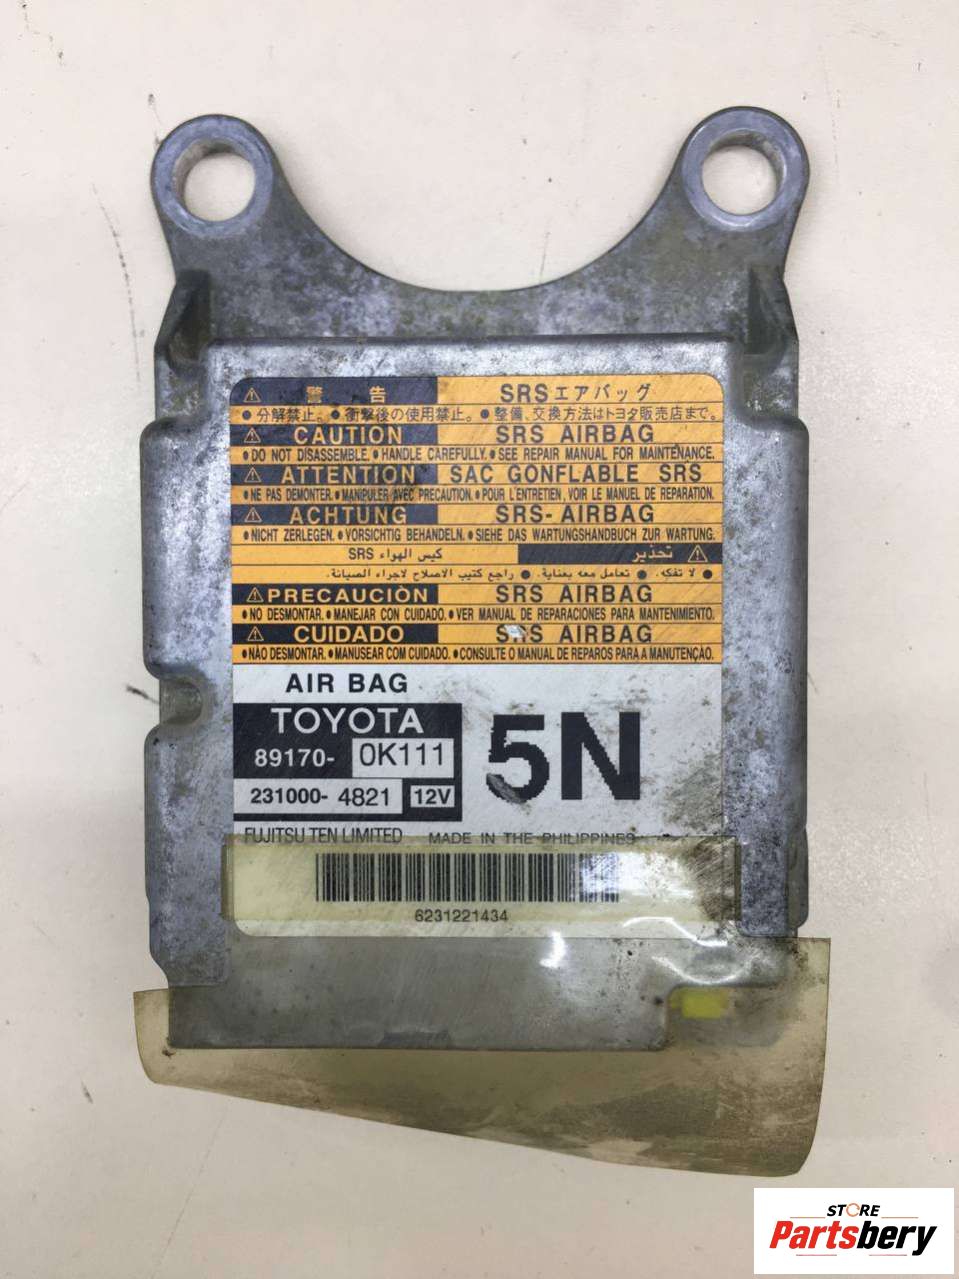 ⚠ 警 告 SRSエアバッグ
●分解禁止。●衝撃後の使用禁止。●整備、交換方法はトヨタ販売店まで。
⚠ CAUTION SRS AIRBAG
●DO NOT DISASSEMBLE. ●HANDLE CAREFULLY. ●SEE REPAIR MANUAL FOR MAINTENANCE.
⚠ ATTENTION SAC GONFLABLE SRS
●NE PAS DEMONTER. ●MANIPULER AVEC PRECAUTION. ●POUR L'ENTRETIEN, VOIR LE MANUEL DE REPARATION.
⚠ ACHTUNG SRS-AIRBAG
●NICHT ZERLEGEN. ●VORSICHTIG BEHANDELN. ●SIEHE DAS WARTUNGSHANDBUCH ZUR WARTUNG.
⚠ تحذير كيس الهواء SRS
● لا تفكه. ● تعامل معه بعناية. ● راجع كتيب الاصلاح لاجراء الصيانة.
⚠ PRECAUCIÒN SRS AIRBAG
●NO DESMONTAR. ●MANEJAR CON CUIDADO. ●VER MANUAL DE REPARACIONES PARA MANTENIMIENTO.
⚠ CUIDADO SRS AIRBAG
●NÃO DESMONTAR. ●MANUSEAR COM CUIDADO. ●CONSULTE O MANUAL DE REPAROS PARA A MANUTENÇÃO.
AIR BAG
TOYOTA
89170- 0K111
231000- 4821 12V
5N
FUJITSU TEN LIMITED MADE IN THE PHILIPPINES
6231221434
STORE
Partsbery